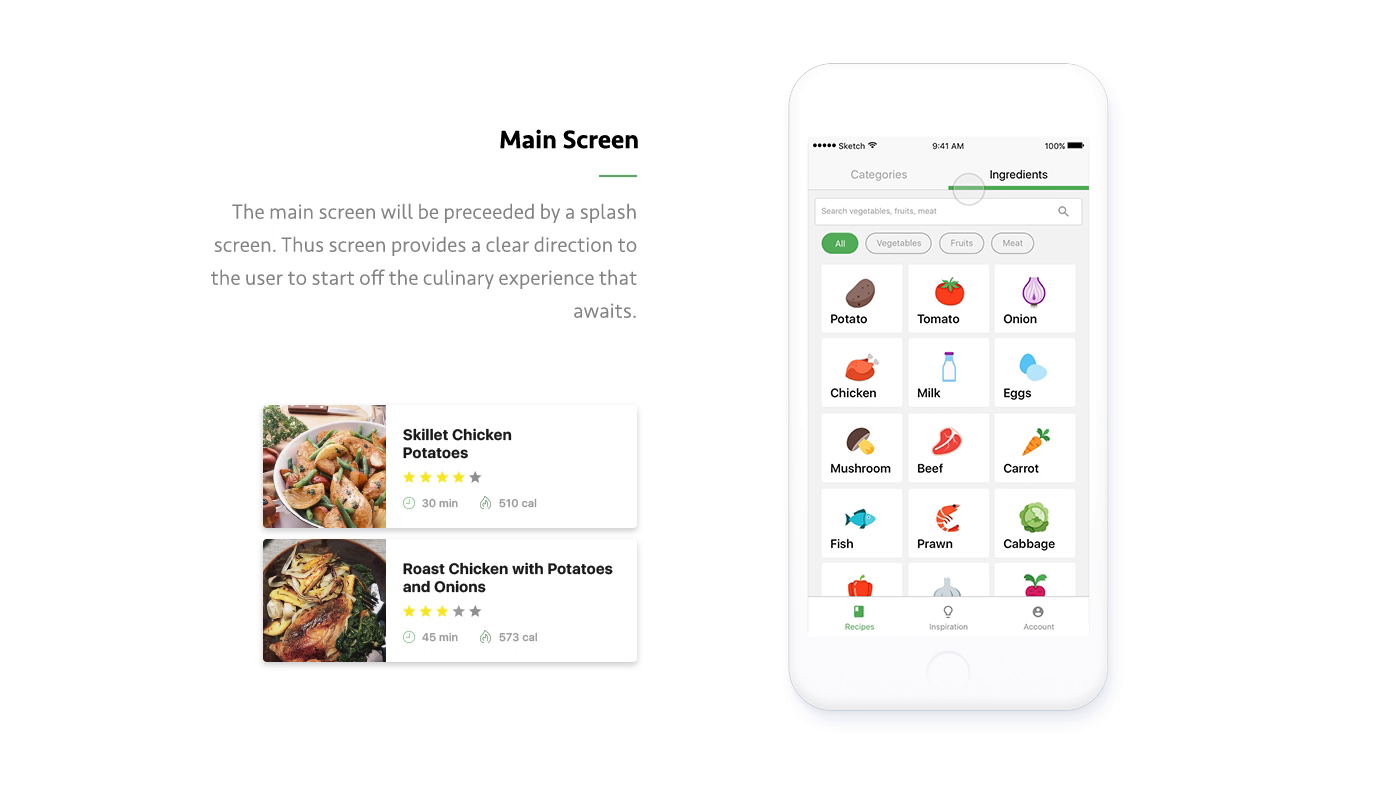 Main Screen
The main screen will be preceeded by a splash
screen. Thus screen provides a clear direction to
the user to start off the culinary experience that
awaits.
Skillet Chicken
Potatoes
30 min 510 cal
Roast Chicken with Potatoes
and Onions
45 min 573 cal
Sketch 9:41 AM 100%
Categories Ingredients
Search vegetables, fruits, meat
All Vegetables Fruits Meat
Potato Tomato Onion
Chicken Milk Eggs
Mushroom Beef Carrot
Fish Prawn Cabbage
Recipes Inspiration Account